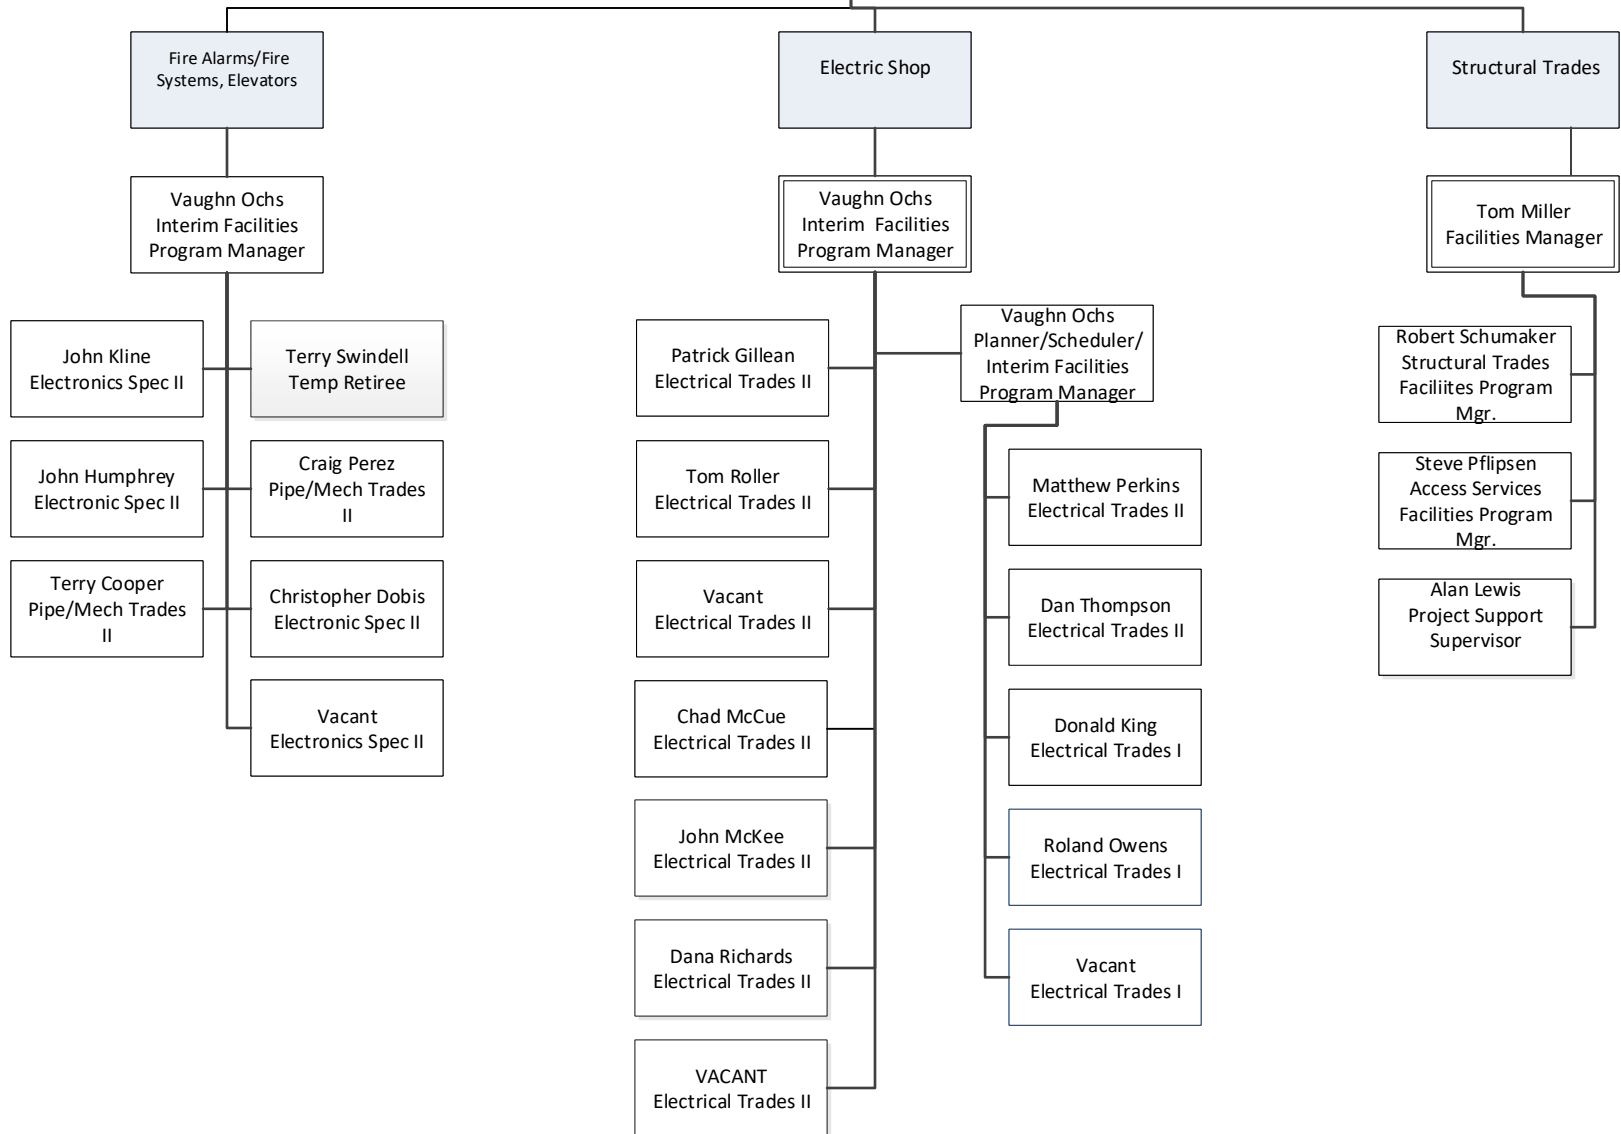 Fire Alarms/Fire
Systems, Elevators
Electric Shop
Structural Trades
Vaughn Ochs
Interim Facilities
Program Manager
Vaughn Ochs
Interim  Facilities
Program Manager
Tom Miller
Facilities Manager
John Kline
Electronics Spec II
Terry Swindell
Temp Retiree
John Humphrey
Electronic Spec II
Craig Perez
Pipe/Mech Trades
II
Terry Cooper
Pipe/Mech Trades
II
Christopher Dobis
Electronic Spec II
Vacant
Electronics Spec II
Patrick Gillean
Electrical Trades II
Tom Roller
Electrical Trades II
Vacant
Electrical Trades II
Chad McCue
Electrical Trades II
John McKee
Electrical Trades II
Dana Richards
Electrical Trades II
VACANT
Electrical Trades II
Vaughn Ochs
Planner/Scheduler/
Interim Facilities
Program Manager
Matthew Perkins
Electrical Trades II
Dan Thompson
Electrical Trades II
Donald King
Electrical Trades I
Roland Owens
Electrical Trades I
Vacant
Electrical Trades I
Robert Schumaker
Structural Trades
Faciliites Program
Mgr.
Steve Pflipsen
Access Services
Facilities Program
Mgr.
Alan Lewis
Project Support
Supervisor